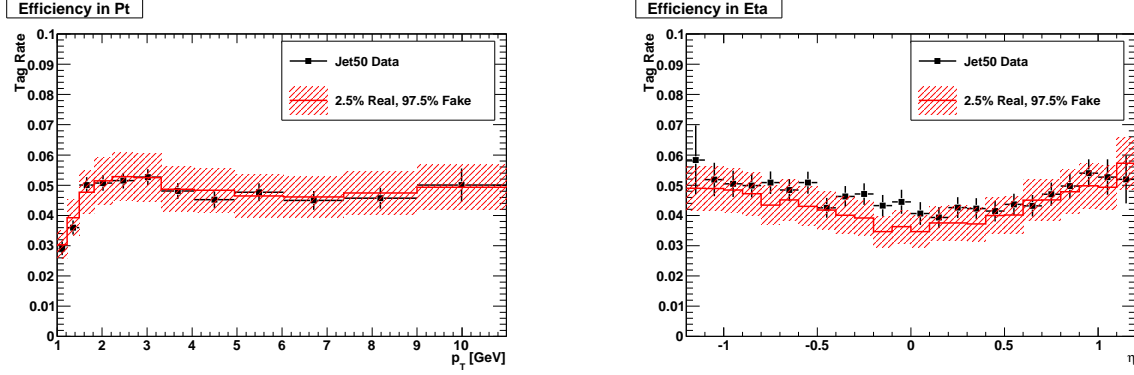 Efficiency in Pt
Tag Rate
0.1
0.09
0.08
0.07
0.06
0.05
0.04
0.03
0.02
0.01
0
1 2 3 4 5 6 7 8 9 10
p_T [GeV]
Jet50 Data
2.5% Real, 97.5% Fake
Efficiency in Eta
Tag Rate
0.1
0.09
0.08
0.07
0.06
0.05
0.04
0.03
0.02
0.01
0
-1 -0.5 0 0.5 1
η
Jet50 Data
2.5% Real, 97.5% Fake